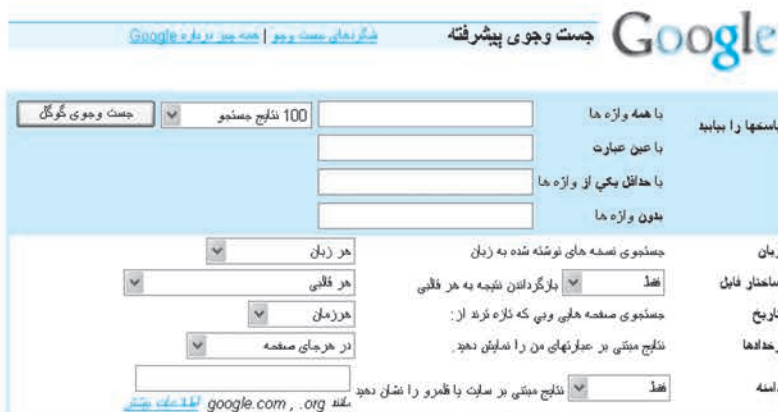 Google جست وجوی پیشرفته شگردهای جست وجو | همه چیز درباره Google
پاسخها را بیابید با همه واژه ها 100 نتایج جستجو جست وجوی گوگل
با عین عبارت
با حداقل یکی از واژه ها
بدون واژه ها
زبان جستجوی نسخه های نوشته شده به زبان هر زبان
ساختار فایل فقط بازگرداندن نتیجه به هر قالبی هر قالبی
تاریخ جستجوی صفحه هایی وبی که تازه ترند از: هرزمان
رخدادها نتایج مبتنی بر عبارتهای من را نمایش دهید. در هرجای صفحه
دامنه فقط نتایج مبتنی بر سایت یا قلمرو را نشان دهید
مانند google.com , .org اطلاعات بیشتر